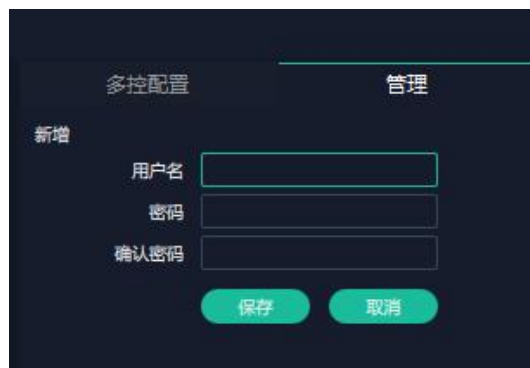 多控配置 管理
新增
用户名
密码
确认密码
保存 取消